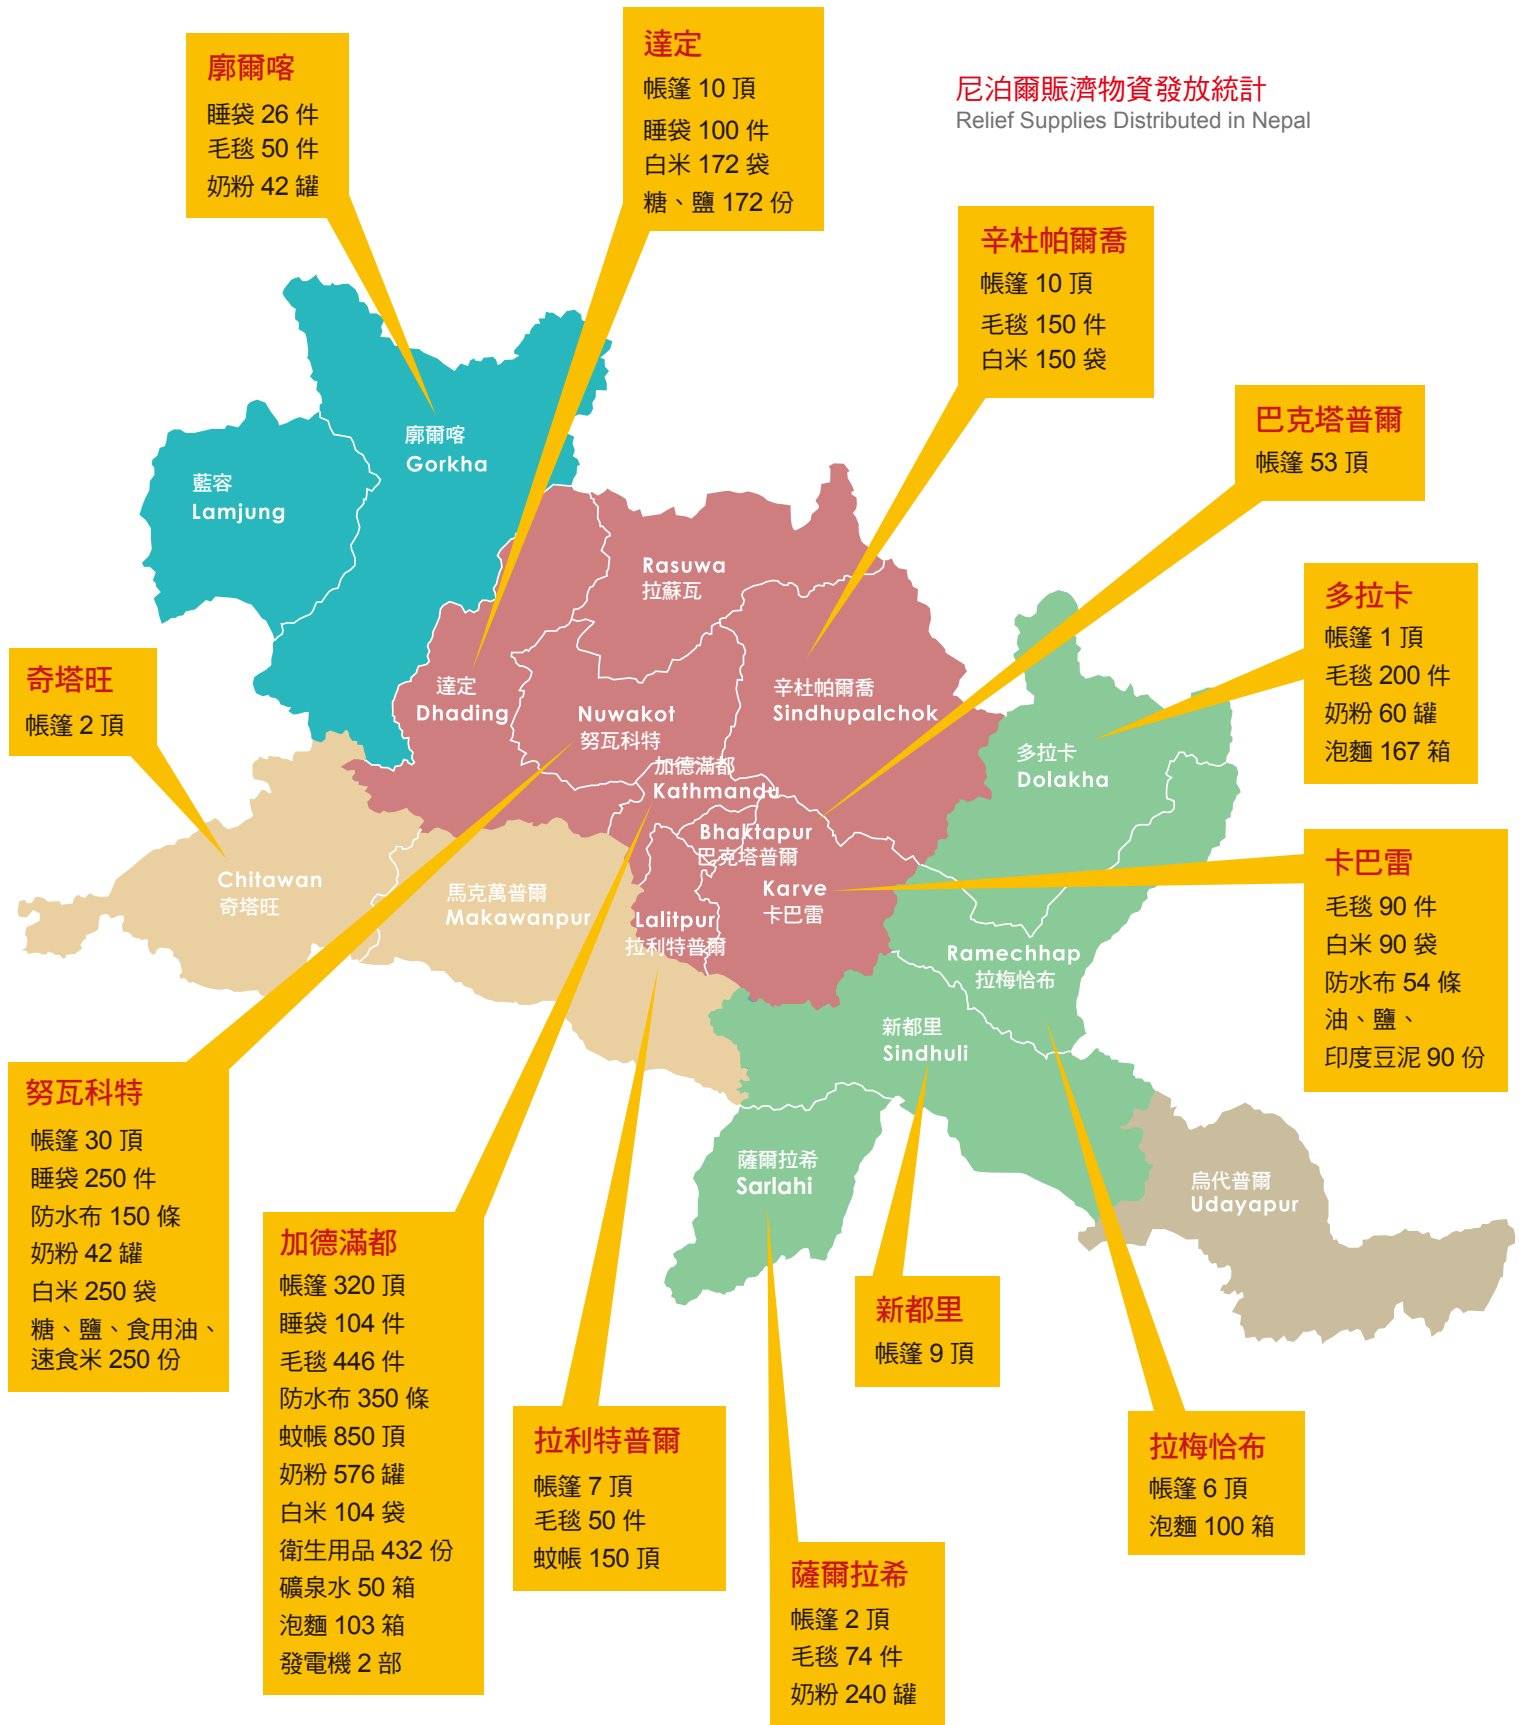 尼泊爾賑濟物資發放統計
Relief Supplies Distributed in Nepal
廓爾喀
睡袋 26 件
毛毯 50 件
奶粉 42 罐
達定
帳篷 10 頂
睡袋 100 件
白米 172 袋
糖、鹽 172 份
辛杜帕爾喬
帳篷 10 頂
毛毯 150 件
白米 150 袋
巴克塔普爾
帳篷 53 頂
多拉卡
帳篷 1 頂
毛毯 200 件
奶粉 60 罐
泡麵 167 箱
奇塔旺
帳篷 2 頂
卡巴雷
毛毯 90 件
白米 90 袋
防水布 54 條
油、鹽、
印度豆泥 90 份
努瓦科特
帳篷 30 頂
睡袋 250 件
防水布 150 條
奶粉 42 罐
白米 250 袋
糖、鹽、食用油、
速食米 250 份
加德滿都
帳篷 320 頂
睡袋 104 件
毛毯 446 件
防水布 350 條
蚊帳 850 頂
奶粉 576 罐
白米 104 袋
衛生用品 432 份
礦泉水 50 箱
泡麵 103 箱
發電機 2 部
拉利特普爾
帳篷 7 頂
毛毯 50 件
蚊帳 150 頂
薩爾拉希
帳篷 2 頂
毛毯 74 件
奶粉 240 罐
新都里
帳篷 9 頂
拉梅恰布
帳篷 6 頂
泡麵 100 箱
廓爾喀
Gorkha
藍容
Lamjung
Rasuwa
拉蘇瓦
達定
Dhading
Nuwakot
努瓦科特
辛杜帕爾喬
Sindhupalchok
加德滿都
Kathmandu
多拉卡
Dolakha
Bhaktapur
巴克塔普爾
Chitawan
奇塔旺
馬克萬普爾
Makawanpur
Karve
卡巴雷
Lalitpur
拉利特普爾
Ramechhap
拉梅恰布
新都里
Sindhuli
薩爾拉希
Sarlahi
烏代普爾
Udayapur